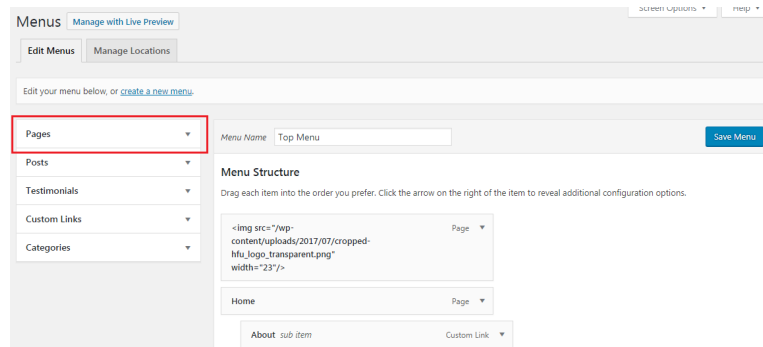 Screen Options
Help
Menus Manage with Live Preview
Edit Menus Manage Locations
Edit your menu below, or create a new menu.
Pages
Menu Name Top Menu Save Menu
Posts
Menu Structure
Testimonials
Drag each item into the order you prefer. Click the arrow on the right of the item to reveal additional configuration options.
Custom Links
<img src="/wp- Page
content/uploads/2017/07/cropped-
hfu_logo_transparent.png"
width="23"/>
Categories
Home Page
About sub item Custom Link